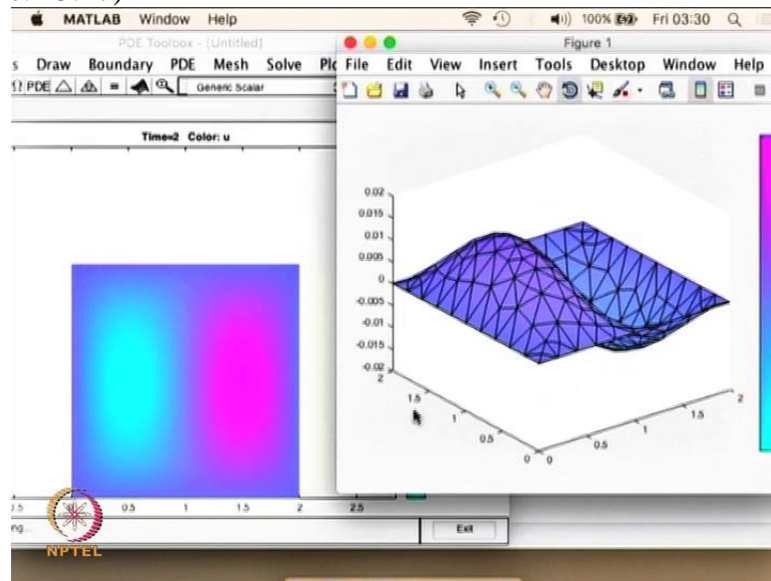 MATLAB Window Help 100% Fri 03:30
PDE Toolbox - [Untitled]
Figure 1
Draw Boundary PDE Mesh Solve
File Edit View Insert Tools Desktop Window Help
PDE = Generic Scalar
Time=2 Color: u
0.02
0.015
0.01
0.005
0
-0.005
-0.01
-0.015
-0.02
2
1.5
1
0.5
0
0
0.5
1
1.5
2
0.5 1 1.5 2 2.5
Exit
NPTEL